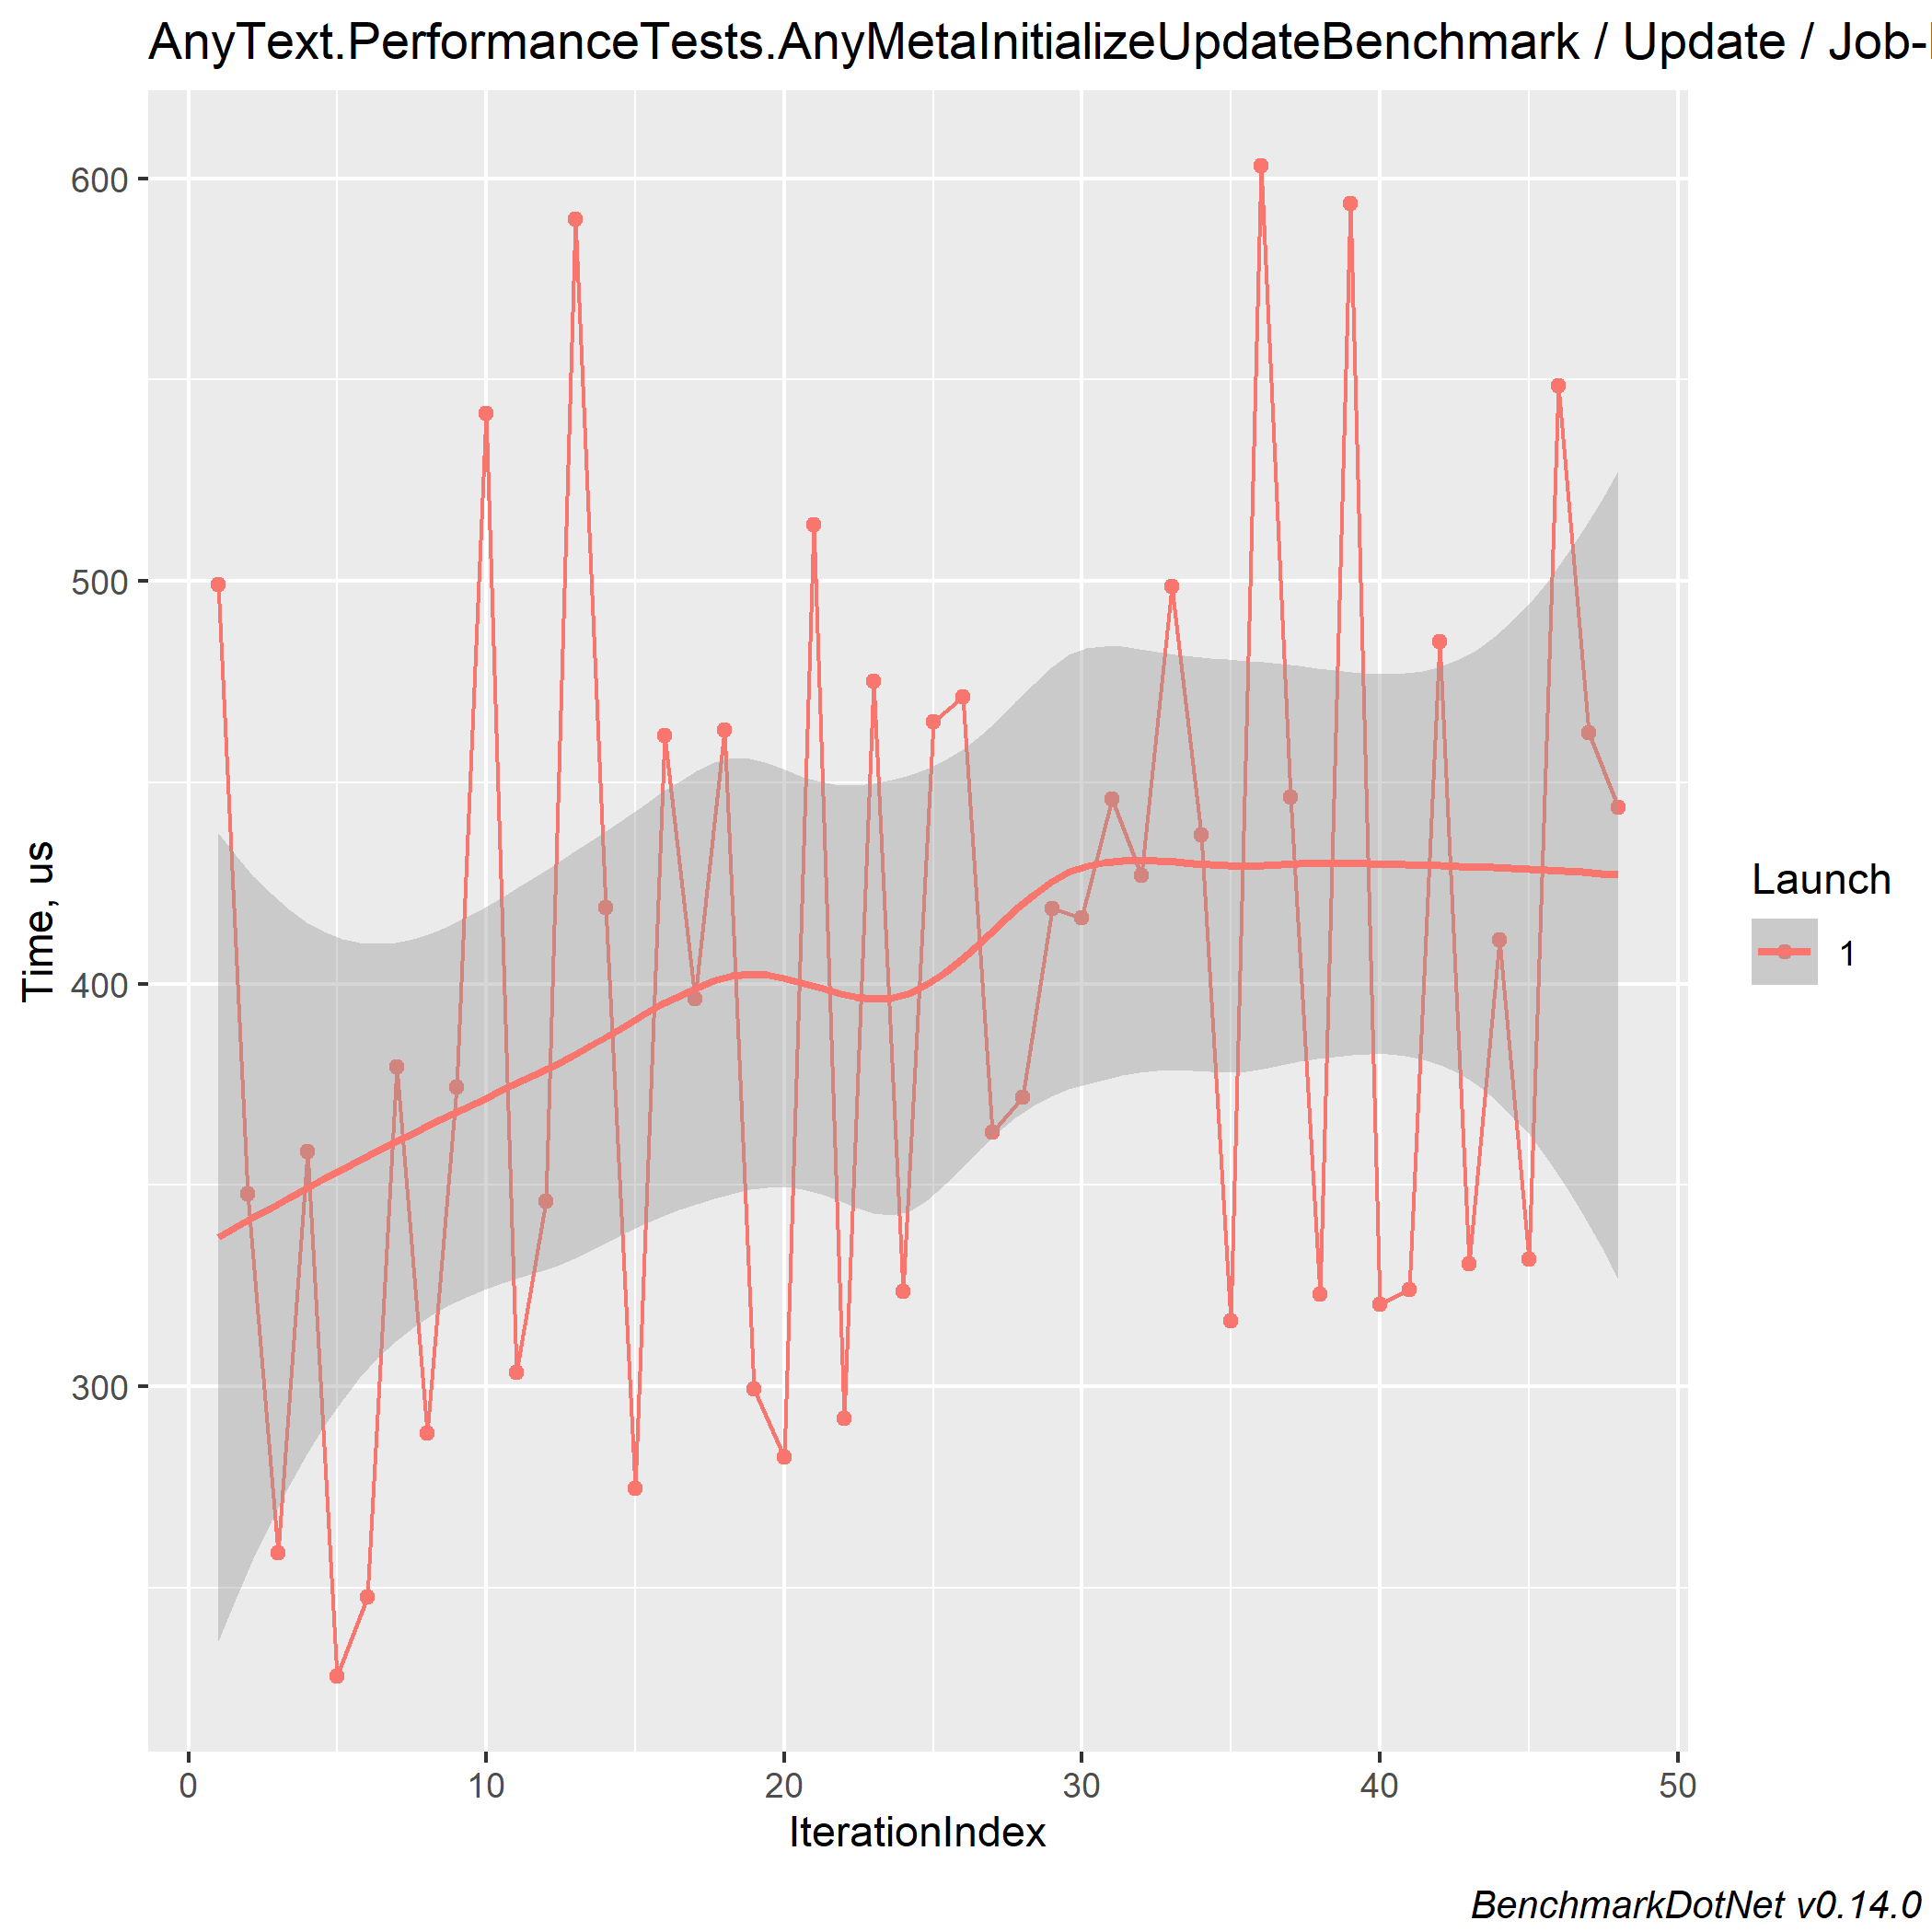 AnyText.PerformanceTests.AnyMetaInitializeUpdateBenchmark / Update / Job-
600
500
400
300
Time, us
0 10 20 30 40 50
IterationIndex
Launch
1
BenchmarkDotNet v0.14.0